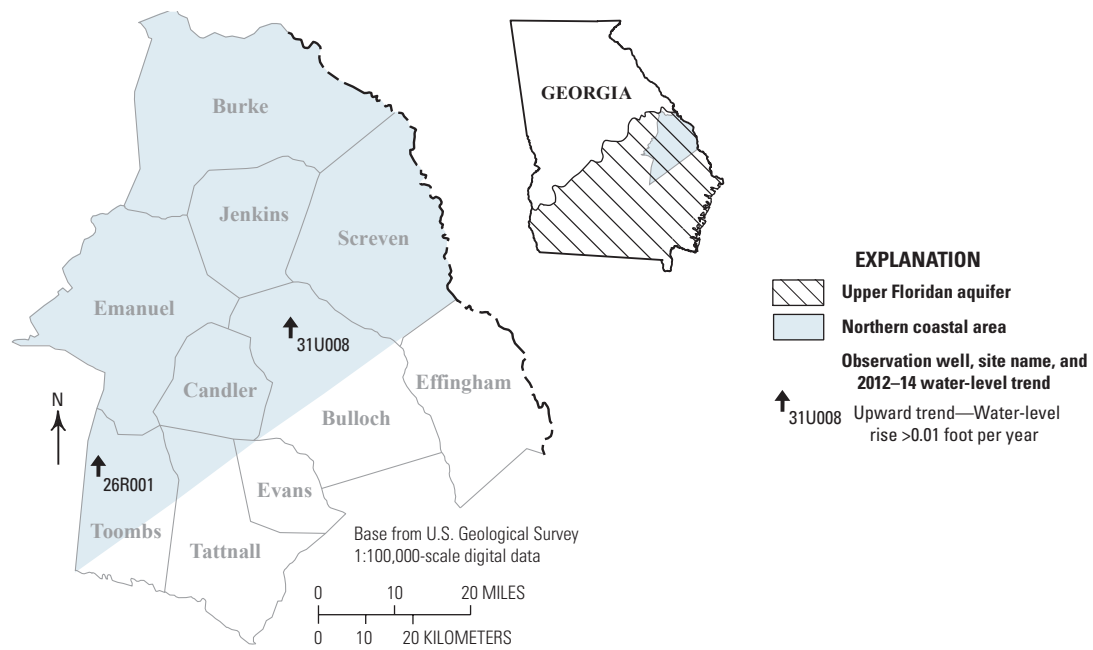 Burke
Jenkins
Screven
Emanuel
31U008
Candler
Effingham
Bulloch
N
26R001
Evans
Toombs
Tattnall
Base from U.S. Geological Survey
1:100,000-scale digital data
0 10 20 MILES
0 10 20 KILOMETERS
GEORGIA
EXPLANATION
Upper Floridan aquifer
Northern coastal area
Observation well, site name, and
2012–14 water-level trend
31U008 Upward trend—Water-level
rise >0.01 foot per year